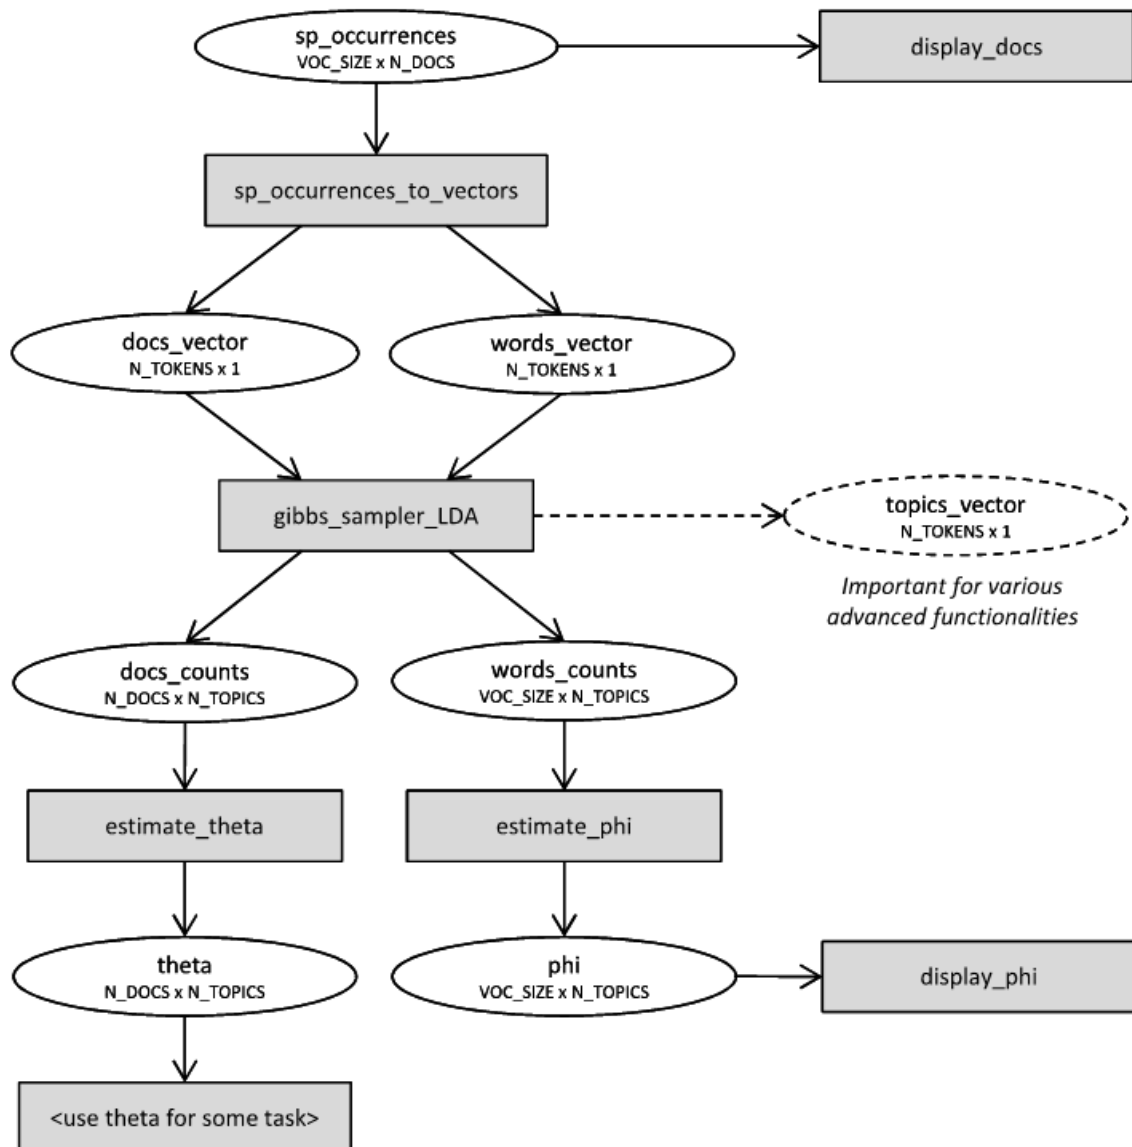 sp_occurrences
VOC_SIZE x N_DOCS
display_docs
sp_occurrences_to_vectors
docs_vector
N_TOKENS x 1
words_vector
N_TOKENS x 1
gibbs_sampler_LDA
topics_vector
N_TOKENS x 1
Important for various
advanced functionalities
docs_counts
N_DOCS x N_TOPICS
words_counts
VOC_SIZE x N_TOPICS
estimate_theta
estimate_phi
theta
N_DOCS x N_TOPICS
phi
VOC_SIZE x N_TOPICS
display_phi
<use theta for some task>